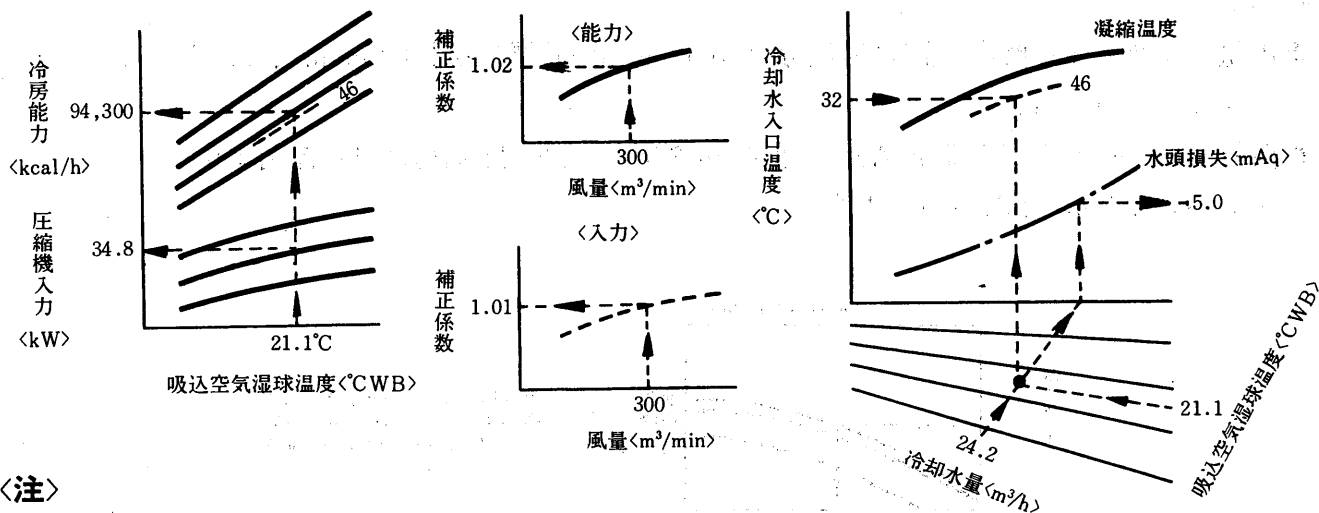 冷房能力
<kcal/h>
94,300
46
圧縮機入力
<kW>
34.8
21.1℃
吸込空気湿球温度<℃WB>
<能力>
補正係数
1.02
300
風量<m³/min>
<入力>
補正係数
1.01
300
風量<m³/min>
凝縮温度
冷却水入口温度
<℃>
32
46
水頭損失<mAq>
5.0
21.1
24.2
冷却水量<m³/h>
吸込空気湿球温度<℃WB>
<注>